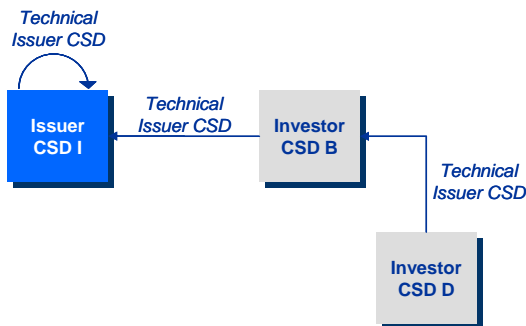 Technical
Issuer CSD
Issuer
CSD I
Technical
Issuer CSD
Investor
CSD B
Technical
Issuer CSD
Investor
CSD D